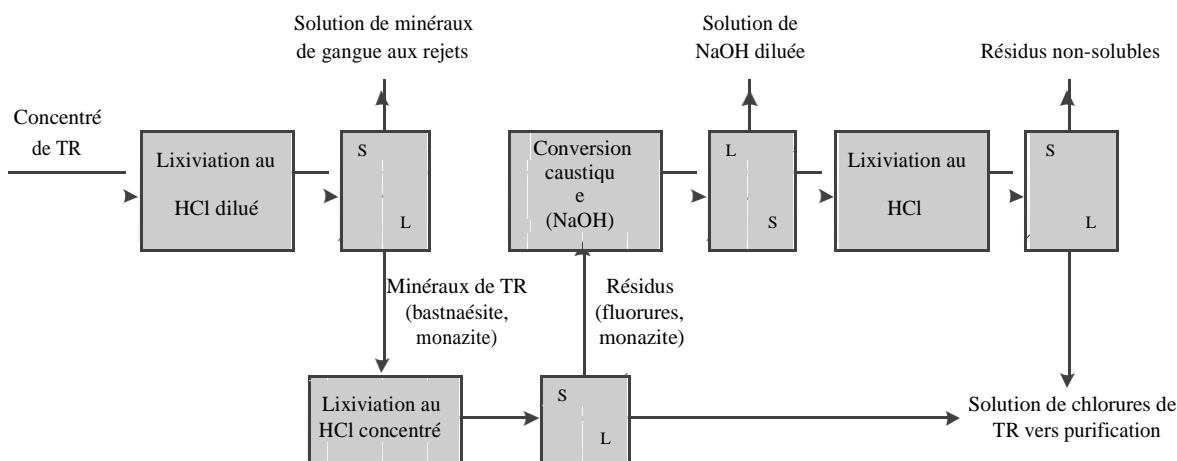 Solution de minéraux
de gangue aux rejets
Solution de
NaOH diluée
Résidus non-solubles
Concentré
de TR
Lixiviation au
HCl dilué
S
L
Conversion
caustiqu
e
(NaOH)
L
S
Lixiviation au
HCl
S
L
Minéraux de TR
(bastnaésite,
monazite)
Résidus
(fluorures,
monazite)
Lixiviation au
HCl concentré
S
L
Solution de chlorures de
TR vers purification